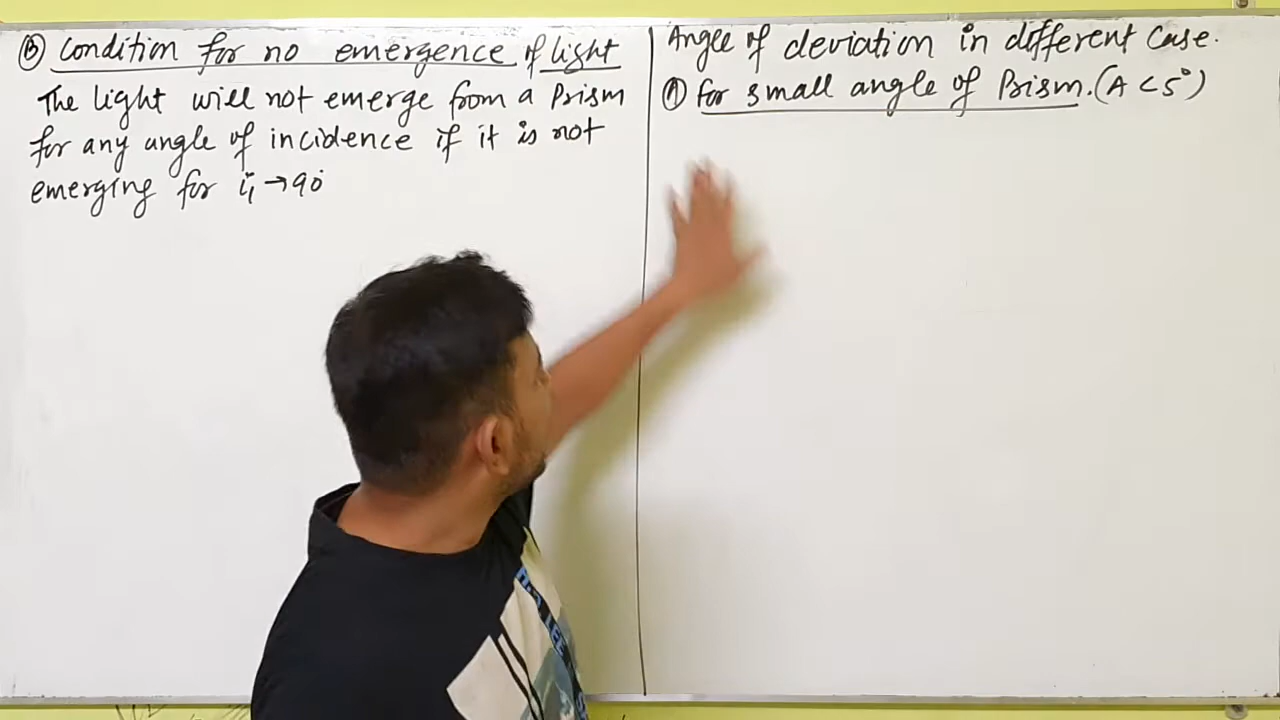 (B) Condition for no emergence of light
The light will not emerge from a Prism
for any angle of incidence if it is not
emerging for i₁ → 90°
Angle of deviation in different Case.
(A) For small angle of Prism. (A < 5°)